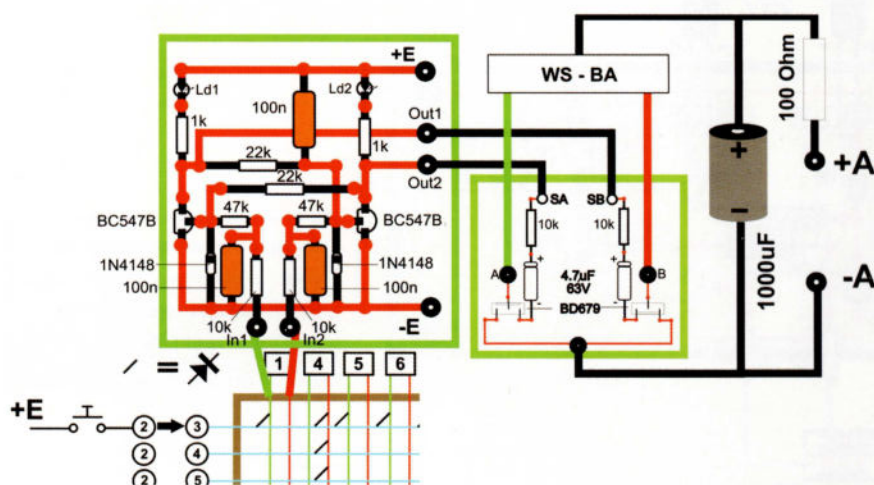 +E
Ld1
Ld2
100n
1k
1k
Out1
22k
22k
Out2
47k
47k
BC547B
BC547B
1N4148
1N4148
100n
100n
10k
10k
In1
In2
-E
WS - BA
SA
SB
10k
10k
+
+
A
4.7uF
63V
B
-
-
BD679
100 Ohm
+
−
1000uF
+A
-A
/ =
1
4
5
6
+E
T
2
3
2
4
2
5